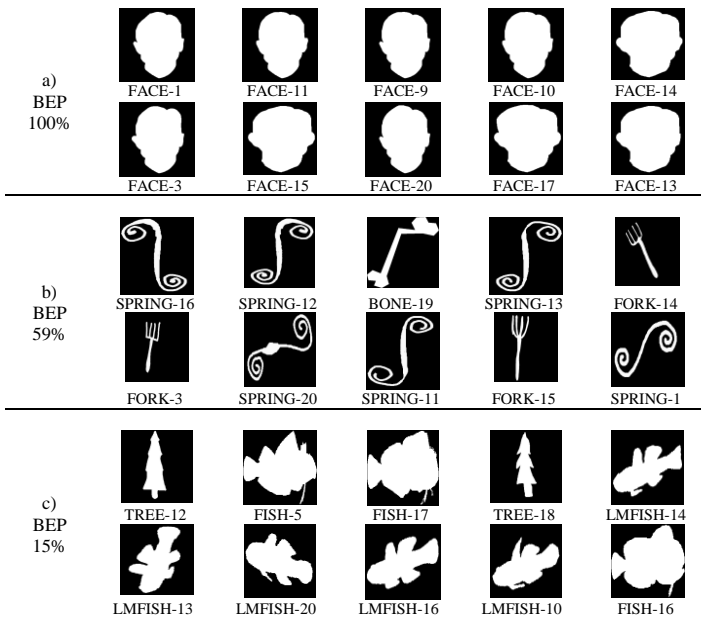 a)
BEP
100%
FACE-1 FACE-11 FACE-9 FACE-10 FACE-14
FACE-3 FACE-15 FACE-20 FACE-17 FACE-13
b)
BEP
59%
SPRING-16 SPRING-12 BONE-19 SPRING-13 FORK-14
FORK-3 SPRING-20 SPRING-11 FORK-15 SPRING-1
c)
BEP
15%
TREE-12 FISH-5 FISH-17 TREE-18 LMFISH-14
LMFISH-13 LMFISH-20 LMFISH-16 LMFISH-10 FISH-16